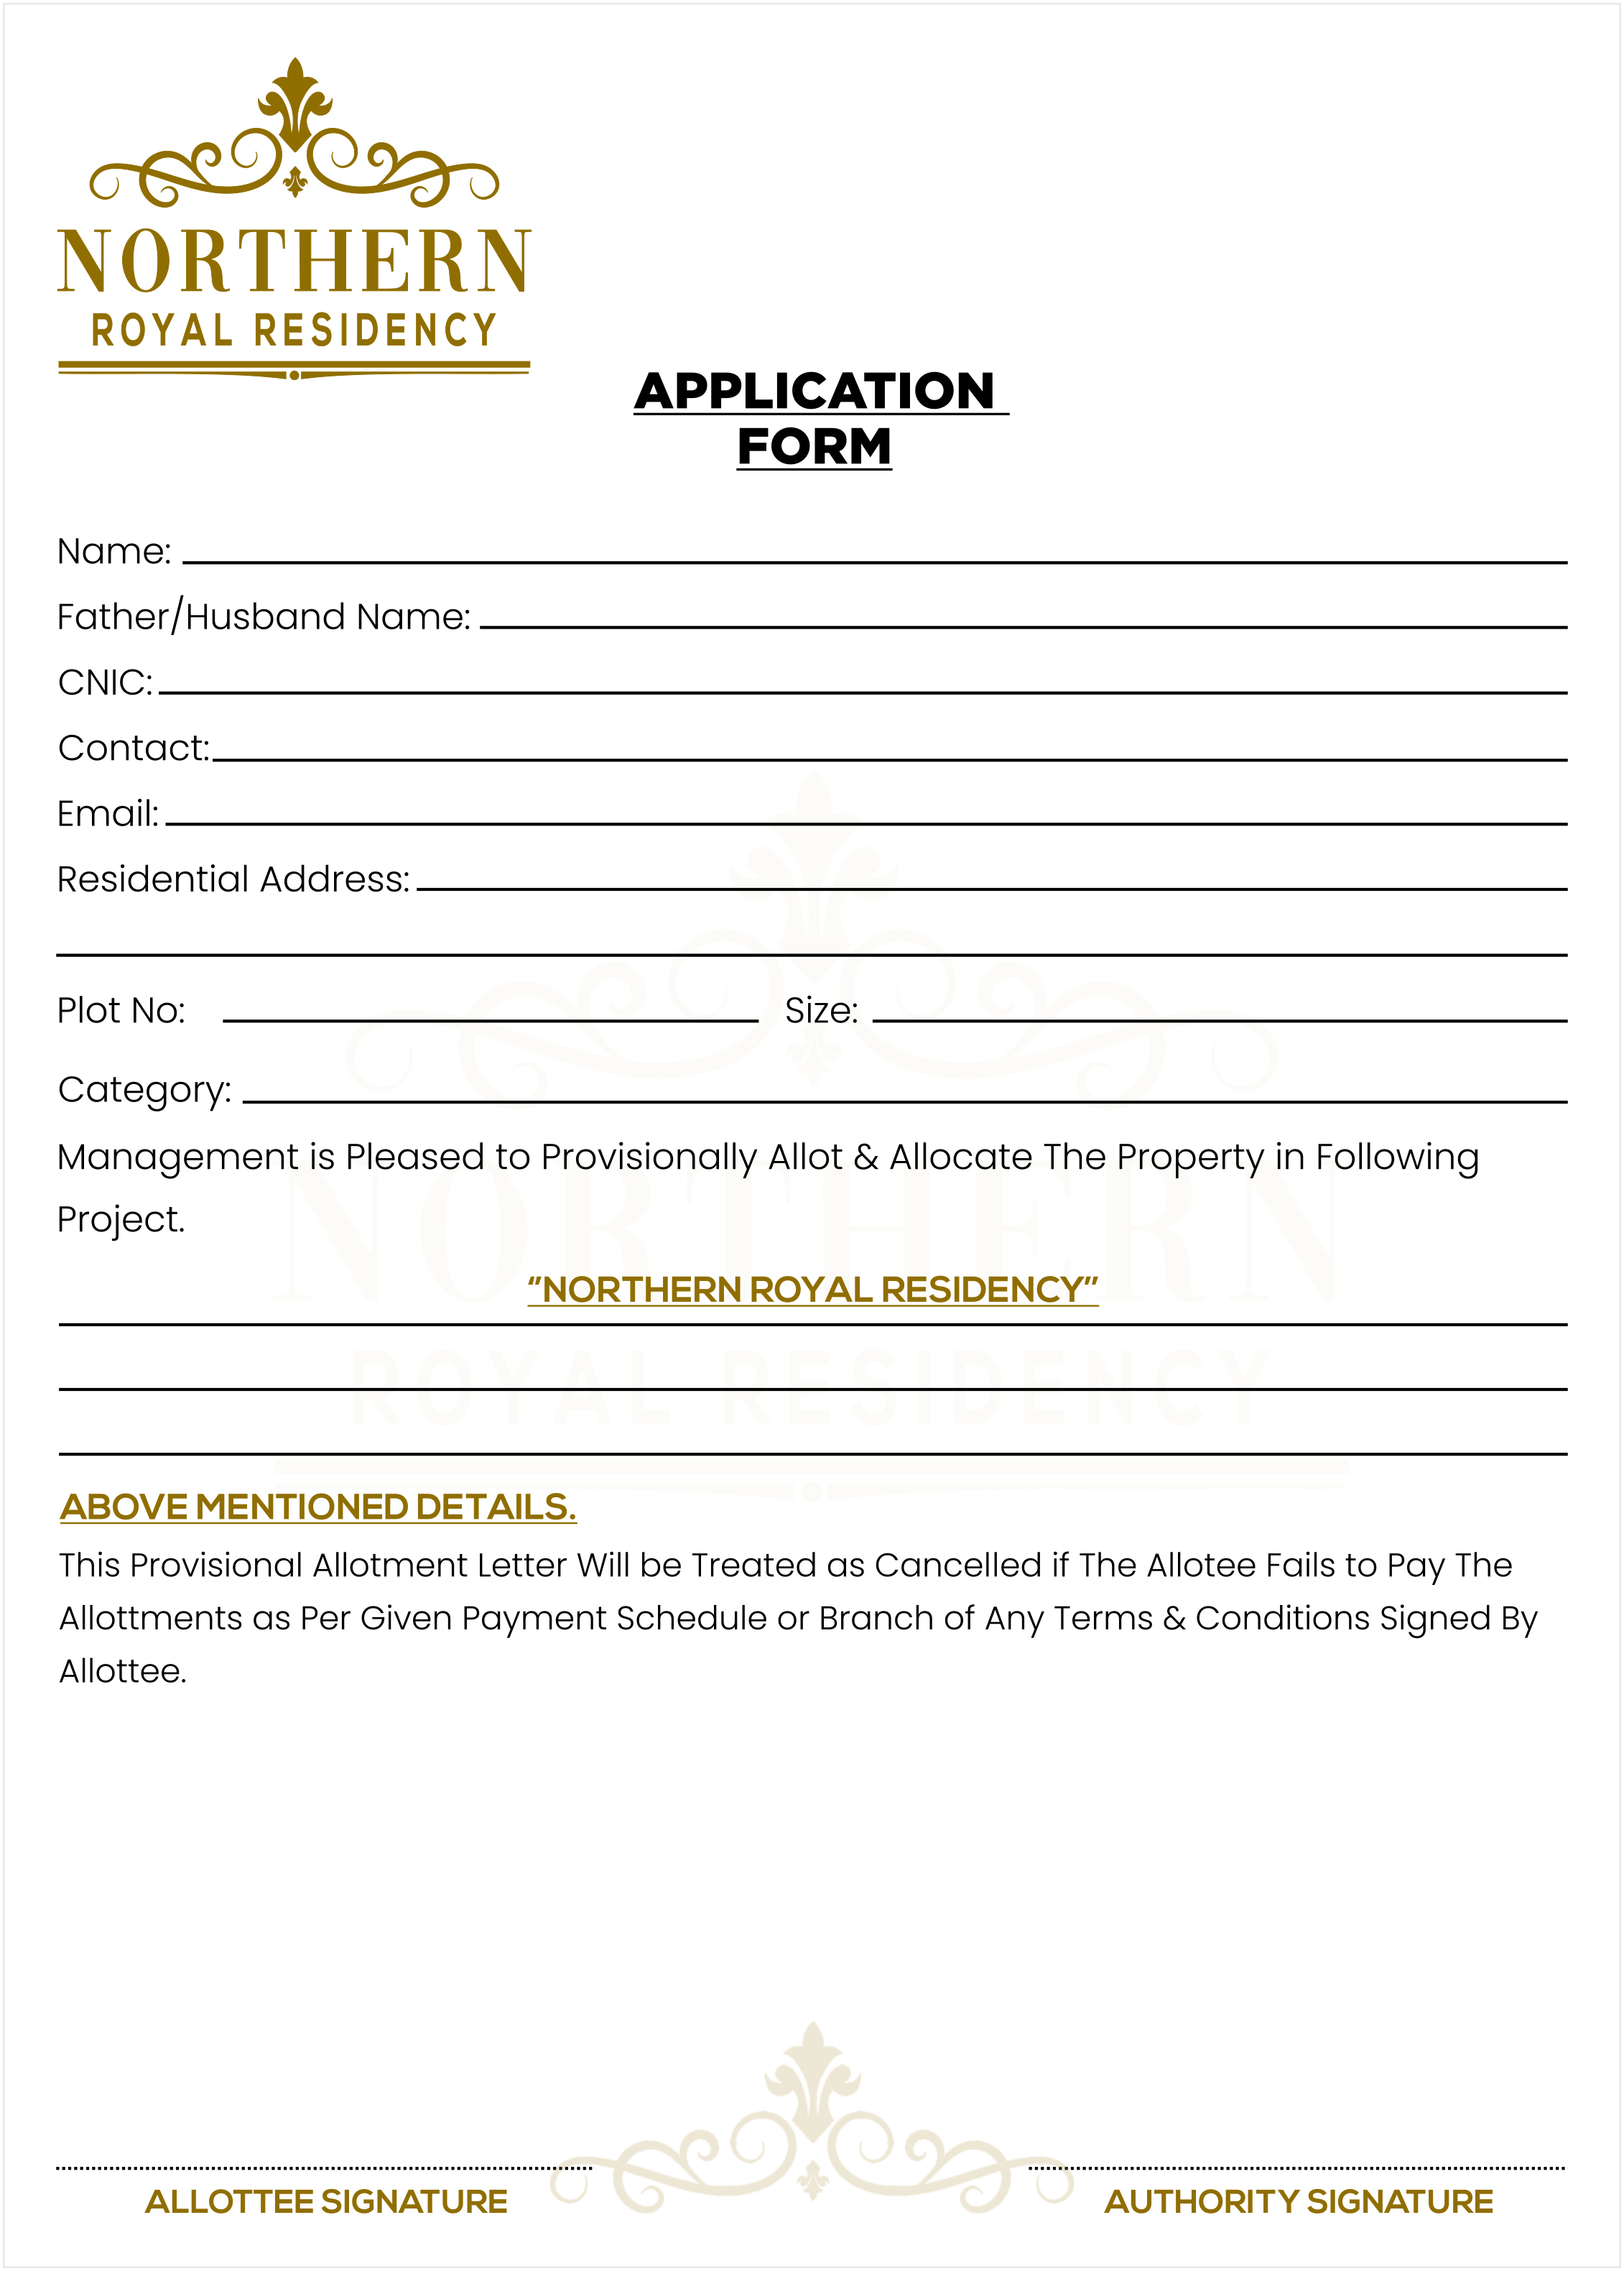 NORTHERN
ROYAL RESIDENCY
APPLICATION
FORM
Name:
Father/Husband Name:
CNIC:
Contact:
Email:
Residential Address:
Plot No: Size:
Category:
Management is Pleased to Provisionally Allot & Allocate The Property in Following
Project.
"NORTHERN ROYAL RESIDENCY"
NORTHERN
ROYAL RESIDENCY
ABOVE MENTIONED DETAILS.
This Provisional Allotment Letter Will be Treated as Cancelled if The Allotee Fails to Pay The
Allottments as Per Given Payment Schedule or Branch of Any Terms & Conditions Signed By
Allottee.
ALLOTTEE SIGNATURE AUTHORITY SIGNATURE